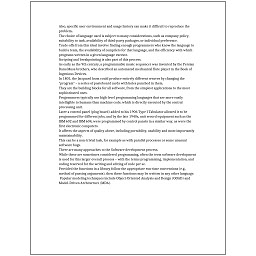 Also, specific user environment and usage history can make it difficult to reproduce the
problem.
The choice of language used is subject to many considerations, such as company policy,
suitability to task, availability of third-party packages, or individual preference.
Trade-offs from this ideal involve finding enough programmers who know the language to
build a team, the availability of compilers for that language, and the efficiency with which
programs written in a given language execute.
Scripting and breakpointing is also part of this process.
As early as the 9th century, a programmable music sequencer was invented by the Persian
Banu Musa brothers, who described an automated mechanical flute player in the Book of
Ingenious Devices.
In 1801, the Jacquard loom could produce entirely different weaves by changing the
"program" – a series of pasteboard cards with holes punched in them.
They are the building blocks for all software, from the simplest applications to the most
sophisticated ones.
Programmers typically use high-level programming languages that are more easily
intelligible to humans than machine code, which is directly executed by the central
processing unit.
Later a control panel (plug board) added to his 1906 Type I Tabulator allowed it to be
programmed for different jobs, and by the late 1940s, unit record equipment such as the
IBM 602 and IBM 604, were programmed by control panels in a similar way, as were the
first electronic computers.
It affects the aspects of quality above, including portability, usability and most importantly
maintainability.
This can be a non-trivial task, for example as with parallel processes or some unusual
software bugs.
There are many approaches to the Software development process.
While these are sometimes considered programming, often the term software development
is used for this larger overall process – with the terms programming, implementation, and
coding reserved for the writing and editing of code per se.
Provided the functions in a library follow the appropriate run-time conventions (e.g.,
method of passing arguments), then these functions may be written in any other language.
Popular modeling techniques include Object-Oriented Analysis and Design (OOAD) and
Model-Driven Architecture (MDA).